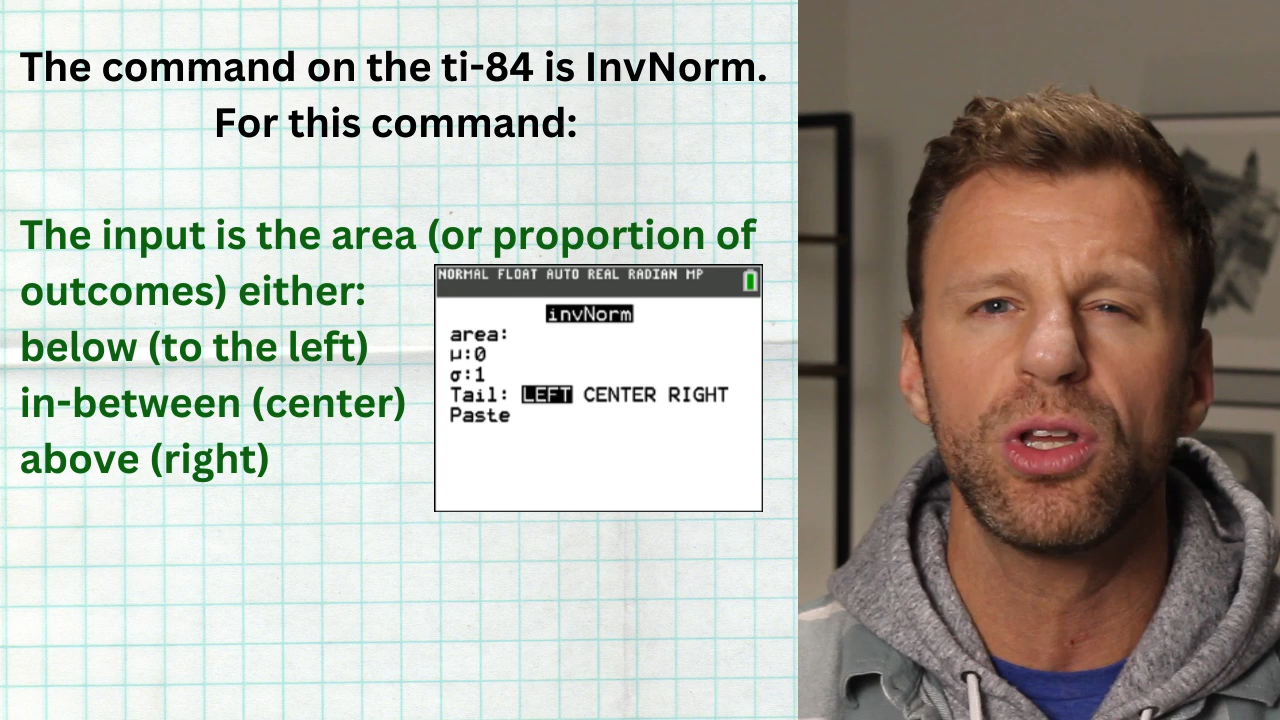 The command on the ti-84 is InvNorm.
For this command:
The input is the area (or proportion of
outcomes) either:
below (to the left)
in-between (center)
above (right)
NORMAL FLOAT AUTO REAL RADIAN MP
invNorm
area:
μ:0
σ:1
Tail: LEFT CENTER RIGHT
Paste